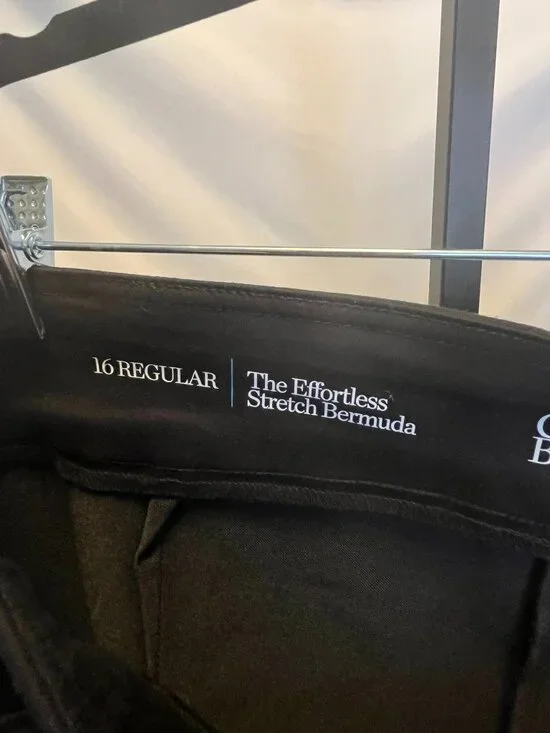 16 REGULAR
The Effortless
Stretch Bermuda